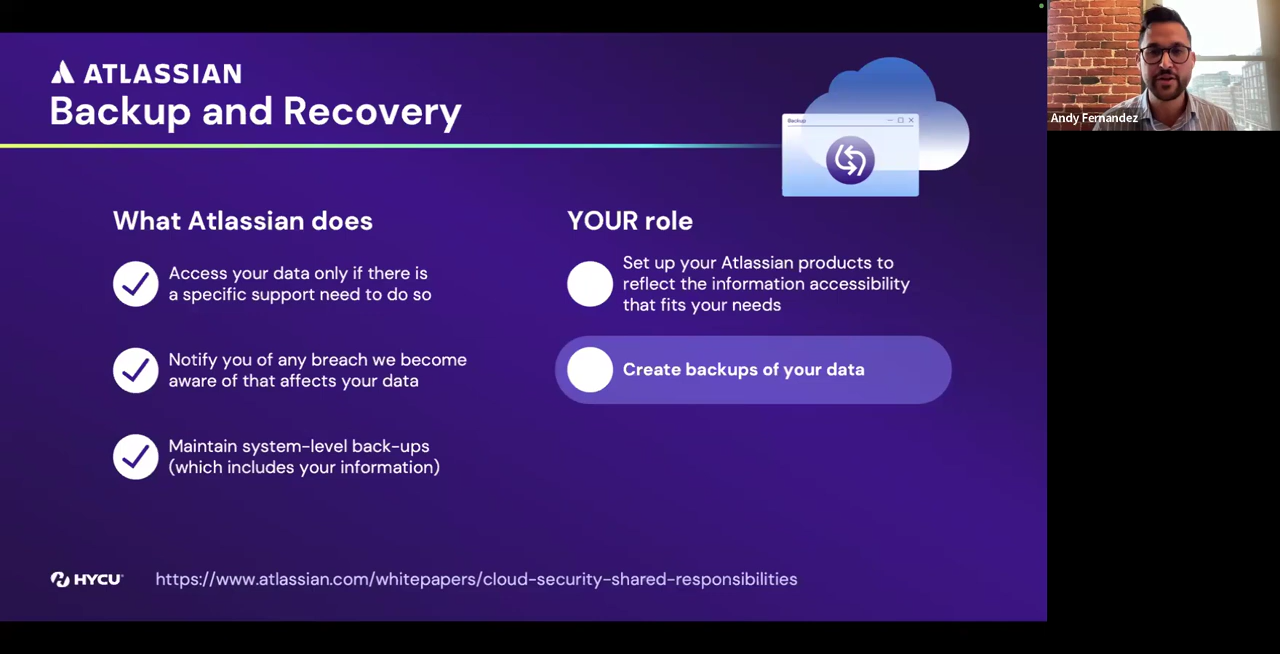 ATLASSIAN
Backup and Recovery
Backup
What Atlassian does
Access your data only if there is
a specific support need to do so
Notify you of any breach we become
aware of that affects your data
Maintain system-level back-ups
(which includes your information)
YOUR role
Set up your Atlassian products to
reflect the information accessibility
that fits your needs
Create backups of your data
HYCU
https://www.atlassian.com/whitepapers/cloud-security-shared-responsibilities
Andy Fernandez